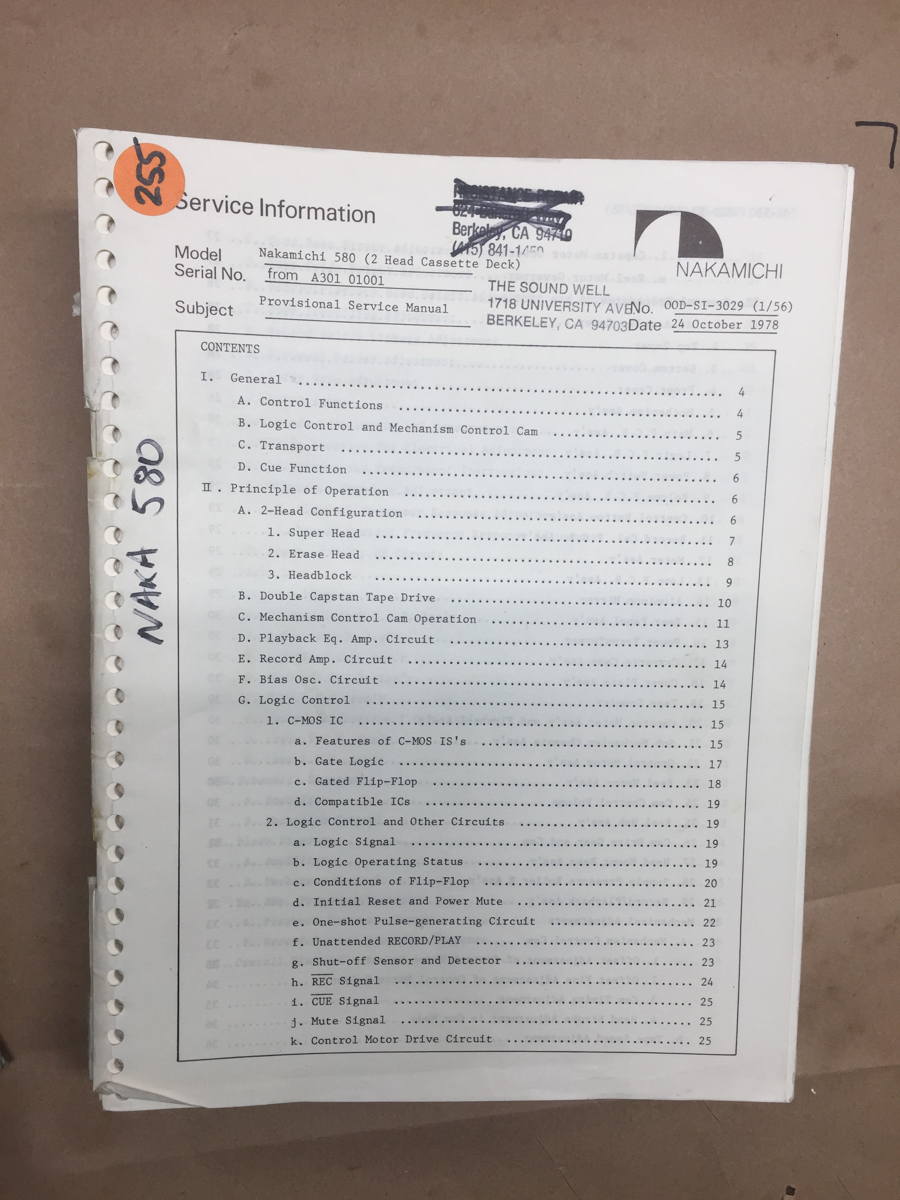 255
Service Information
Berkeley, CA 94710
(415) 841-1450
NAKAMICHI
Model Nakamichi 580 (2 Head Cassette Deck)
Serial No. from A301 01001
Subject Provisional Service Manual
THE SOUND WELL
1718 UNIVERSITY AVE
BERKELEY, CA 94703
No. OOD-SI-3029 (1/56)
Date 24 October 1978
NAKA 580
CONTENTS
I. General .......... 4
A. Control Functions .......... 4
B. Logic Control and Mechanism Control Cam .......... 5
C. Transport .......... 5
D. Cue Function .......... 6
II. Principle of Operation .......... 6
A. 2-Head Configuration .......... 6
1. Super Head .......... 7
2. Erase Head .......... 8
3. Headblock .......... 9
B. Double Capstan Tape Drive .......... 10
C. Mechanism Control Cam Operation .......... 11
D. Playback Eq. Amp. Circuit .......... 13
E. Record Amp. Circuit .......... 14
F. Bias Osc. Circuit .......... 14
G. Logic Control .......... 15
1. C-MOS IC .......... 15
a. Features of C-MOS IS's .......... 15
b. Gate Logic .......... 17
c. Gated Flip-Flop .......... 18
d. Compatible ICs .......... 19
2. Logic Control and Other Circuits .......... 19
a. Logic Signal .......... 19
b. Logic Operating Status .......... 19
c. Conditions of Flip-Flop .......... 20
d. Initial Reset and Power Mute .......... 21
e. One-shot Pulse-generating Circuit .......... 22
f. Unattended RECORD/PLAY .......... 23
g. Shut-off Sensor and Detector .......... 23
h. R̅E̅C̅ Signal .......... 24
i. C̅U̅E̅ Signal .......... 25
j. Mute Signal .......... 25
k. Control Motor Drive Circuit .......... 25